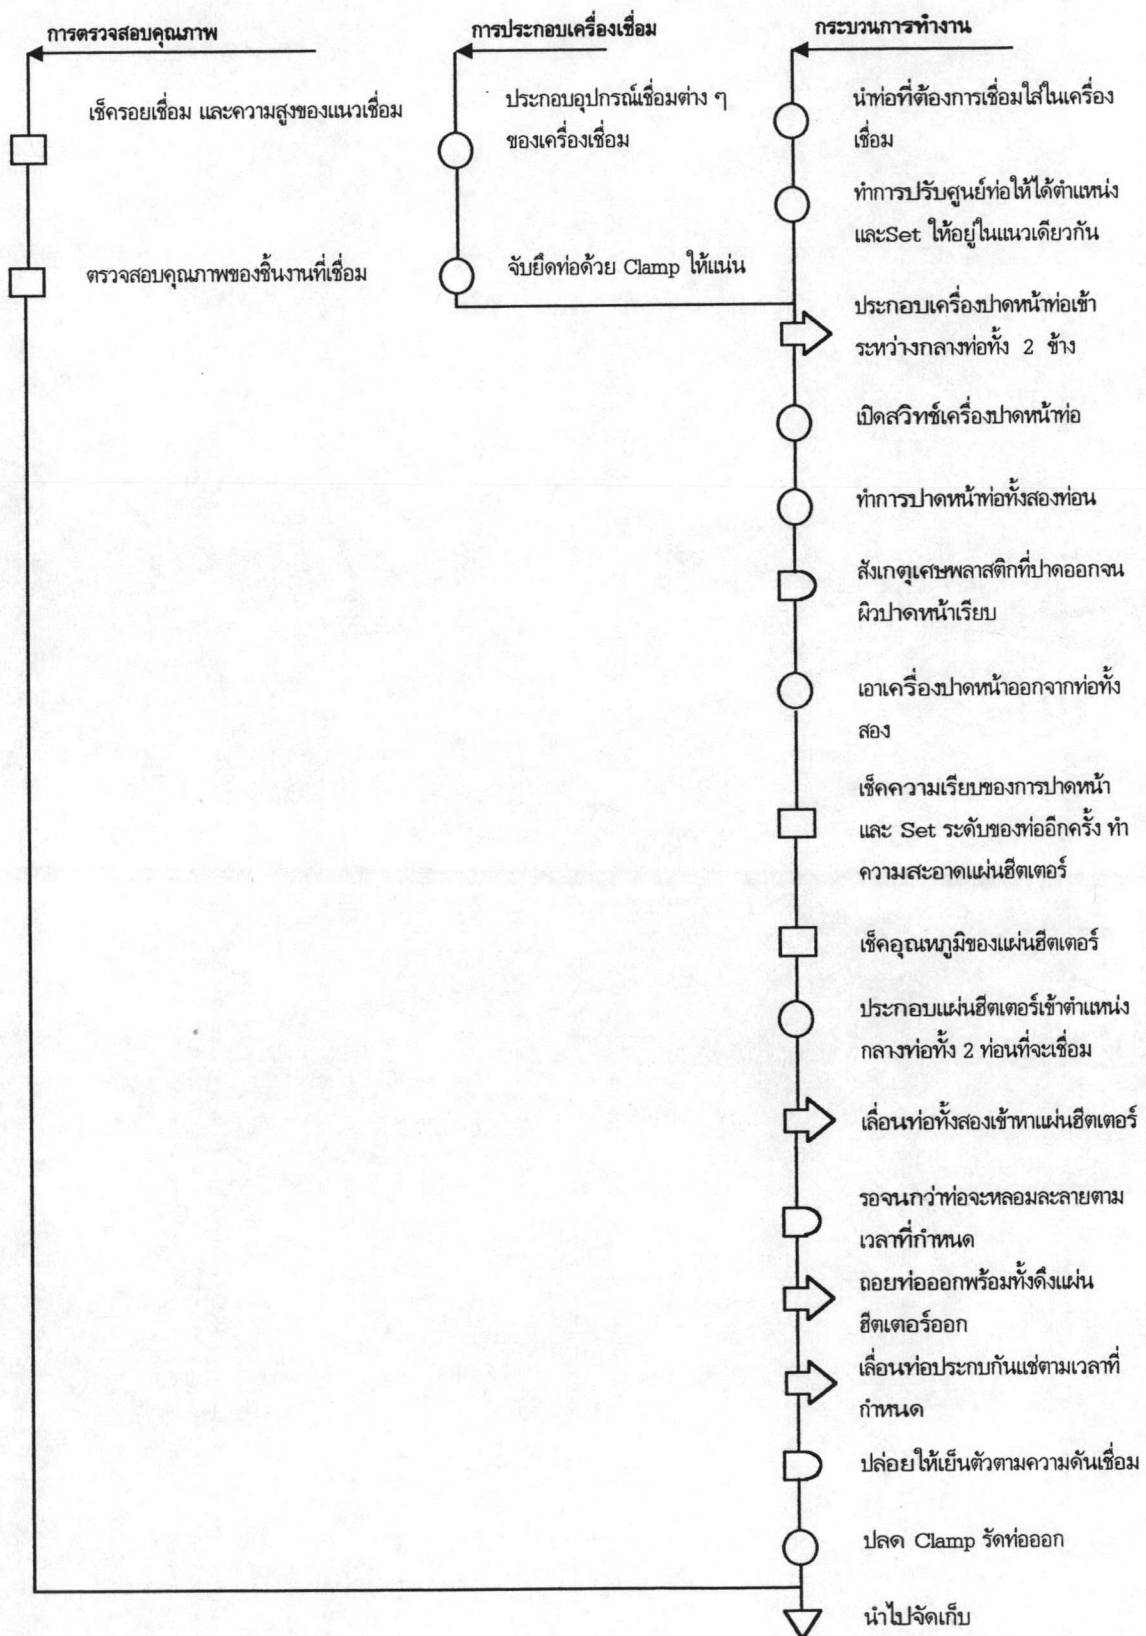 การตรวจสอบคุณภาพ
เช็ครอยเชื่อม และความสูงของแนวเชื่อม
ตรวจสอบคุณภาพของชิ้นงานที่เชื่อม
การประกอบเครื่องเชื่อม
ประกอบอุปกรณ์เชื่อมต่าง ๆ
ของเครื่องเชื่อม
จับยึดท่อด้วย Clamp ให้แน่น
กระบวนการทำงาน
นำท่อที่ต้องการเชื่อมใส่ในเครื่อง
เชื่อม
ทำการปรับศูนย์ท่อให้ได้ตำแหน่ง
และSet ให้อยู่ในแนวเดียวกัน
ประกอบเครื่องปาดหน้าท่อเข้า
ระหว่างกลางท่อทั้ง 2 ข้าง
เปิดสวิทช์เครื่องปาดหน้าท่อ
ทำการปาดหน้าท่อทั้งสองท่อน
สังเกตุเศษพลาสติกที่ปาดออกจน
ผิวปาดหน้าเรียบ
เอาเครื่องปาดหน้าออกจากท่อทั้ง
สอง
เช็คความเรียบของการปาดหน้า
และ Set ระดับของท่ออีกครั้ง ทำ
ความสะอาดแผ่นฮีตเตอร์
เช็คอุณหภูมิของแผ่นฮีตเตอร์
ประกอบแผ่นฮีตเตอร์เข้าตำแหน่ง
กลางท่อทั้ง 2 ท่อนที่จะเชื่อม
เลื่อนท่อทั้งสองเข้าหาแผ่นฮีตเตอร์
รอจนกว่าท่อจะหลอมละลายตาม
เวลาที่กำหนด
ถอยท่อออกพร้อมทั้งดึงแผ่น
ฮีตเตอร์ออก
เลื่อนท่อประกบกันแช่ตามเวลาที่
กำหนด
ปล่อยให้เย็นตัวตามความดันเชื่อม
ปลด Clamp รัดท่อออก
นำไปจัดเก็บ